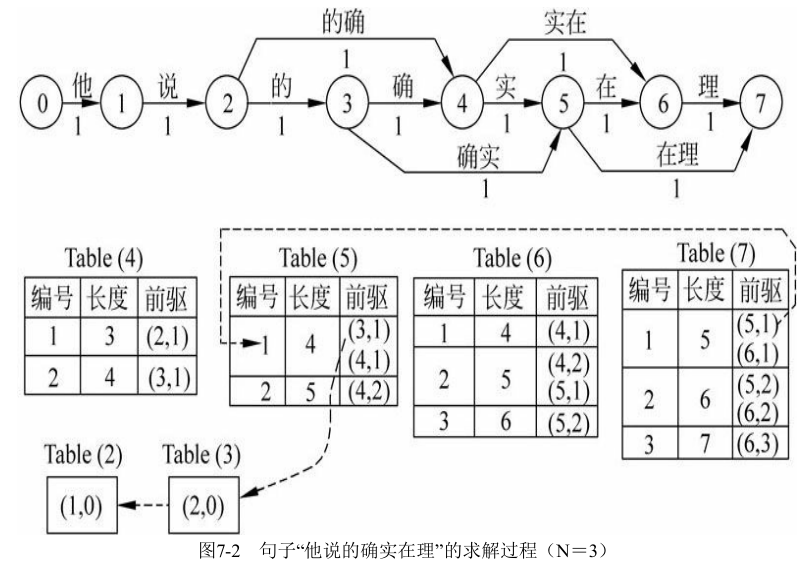 的确 实在
1 1
0 他 1 说 2 的 3 确 4 实 5 在 6 理 7
1 1 1 1 1 1 1
确实 在理
1 1
Table (4) Table (5) Table (6) Table (7)
编号 长度 前驱
1 3 (2,1)
2 4 (3,1)
编号 长度 前驱
1 4 (3,1)
(4,1)
2 5 (4,2)
编号 长度 前驱
1 4 (4,1)
2 5 (4,2)
(5,1)
3 6 (5,2)
编号 长度 前驱
1 5 (5,1)
(6,1)
2 6 (5,2)
(6,2)
3 7 (6,3)
Table (2) Table (3)
(1,0) (2,0)
图7-2 句子“他说的确实在理”的求解过程（N＝3）